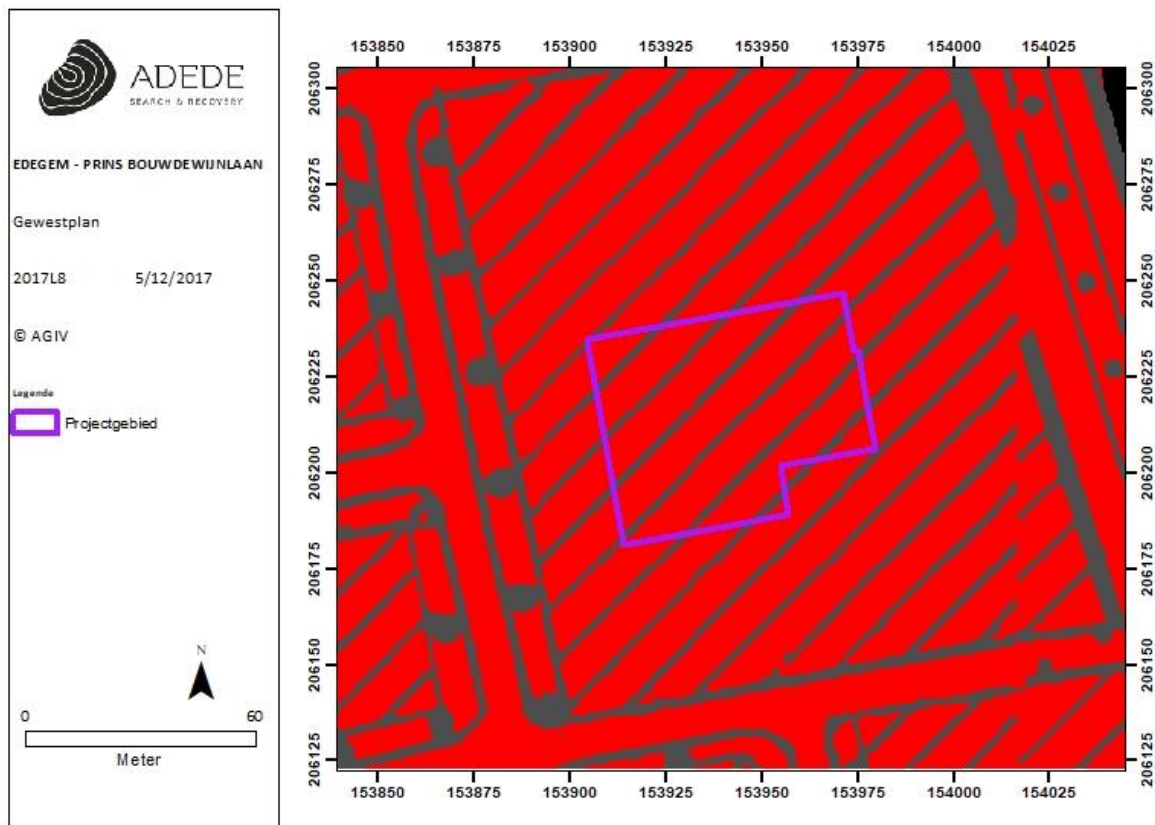 ADEDE
SEARCH & RECOVERY
EDEGEM - PRINS BOUWDEWIJNLAAN
Gewestplan
2017L8 5/12/2017
© AGIV
Legende
Projectgebied
N
0 60
Meter
153850 153875 153900 153925 153950 153975 154000 154025
206300 206300
206275 206275
206250 206250
206225 206225
206200 206200
206175 206175
206150 206150
206125 206125
153850 153875 153900 153925 153950 153975 154000 154025